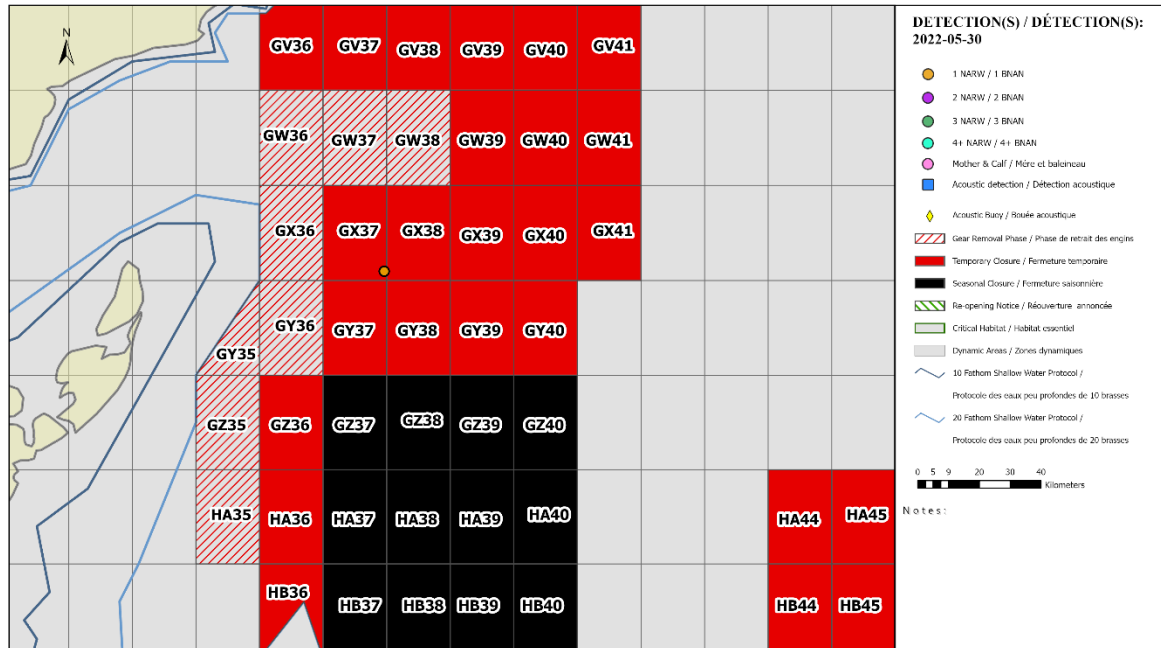 N
GV36 GV37 GV38 GV39 GV40 GV41
GW36 GW37 GW38 GW39 GW40 GW41
GX36 GX37 GX38 GX39 GX40 GX41
GY35 GY36 GY37 GY38 GY39 GY40
GZ35 GZ36 GZ37 GZ38 GZ39 GZ40
HA35 HA36 HA37 HA38 HA39 HA40 HA44 HA45
HB36 HB37 HB38 HB39 HB40 HB44 HB45
DETECTION(S) / DÉTECTION(S):
2022-05-30
1 NARW / 1 BNAN
2 NARW / 2 BNAN
3 NARW / 3 BNAN
4+ NARW / 4+ BNAN
Mother & Calf / Mére et baleineau
Acoustic detection / Détection acoustique
Acoustic Buoy / Bouée acoustique
Gear Removal Phase / Phase de retrait des engins
Temporary Closure / Fermeture temporaire
Seasonal Closure / Fermeture saisonnière
Re-opening Notice / Réouverture annoncée
Critical Habitat / Habitat essentiel
Dynamic Areas / Zones dynamiques
10 Fathom Shallow Water Protocol /
Protocole des eaux peu profondes de 10 brasses
20 Fathom Shallow Water Protocol /
Protocole des eaux peu profondes de 20 brasses
0 5 9 20 30 40
Kilometers
Notes: